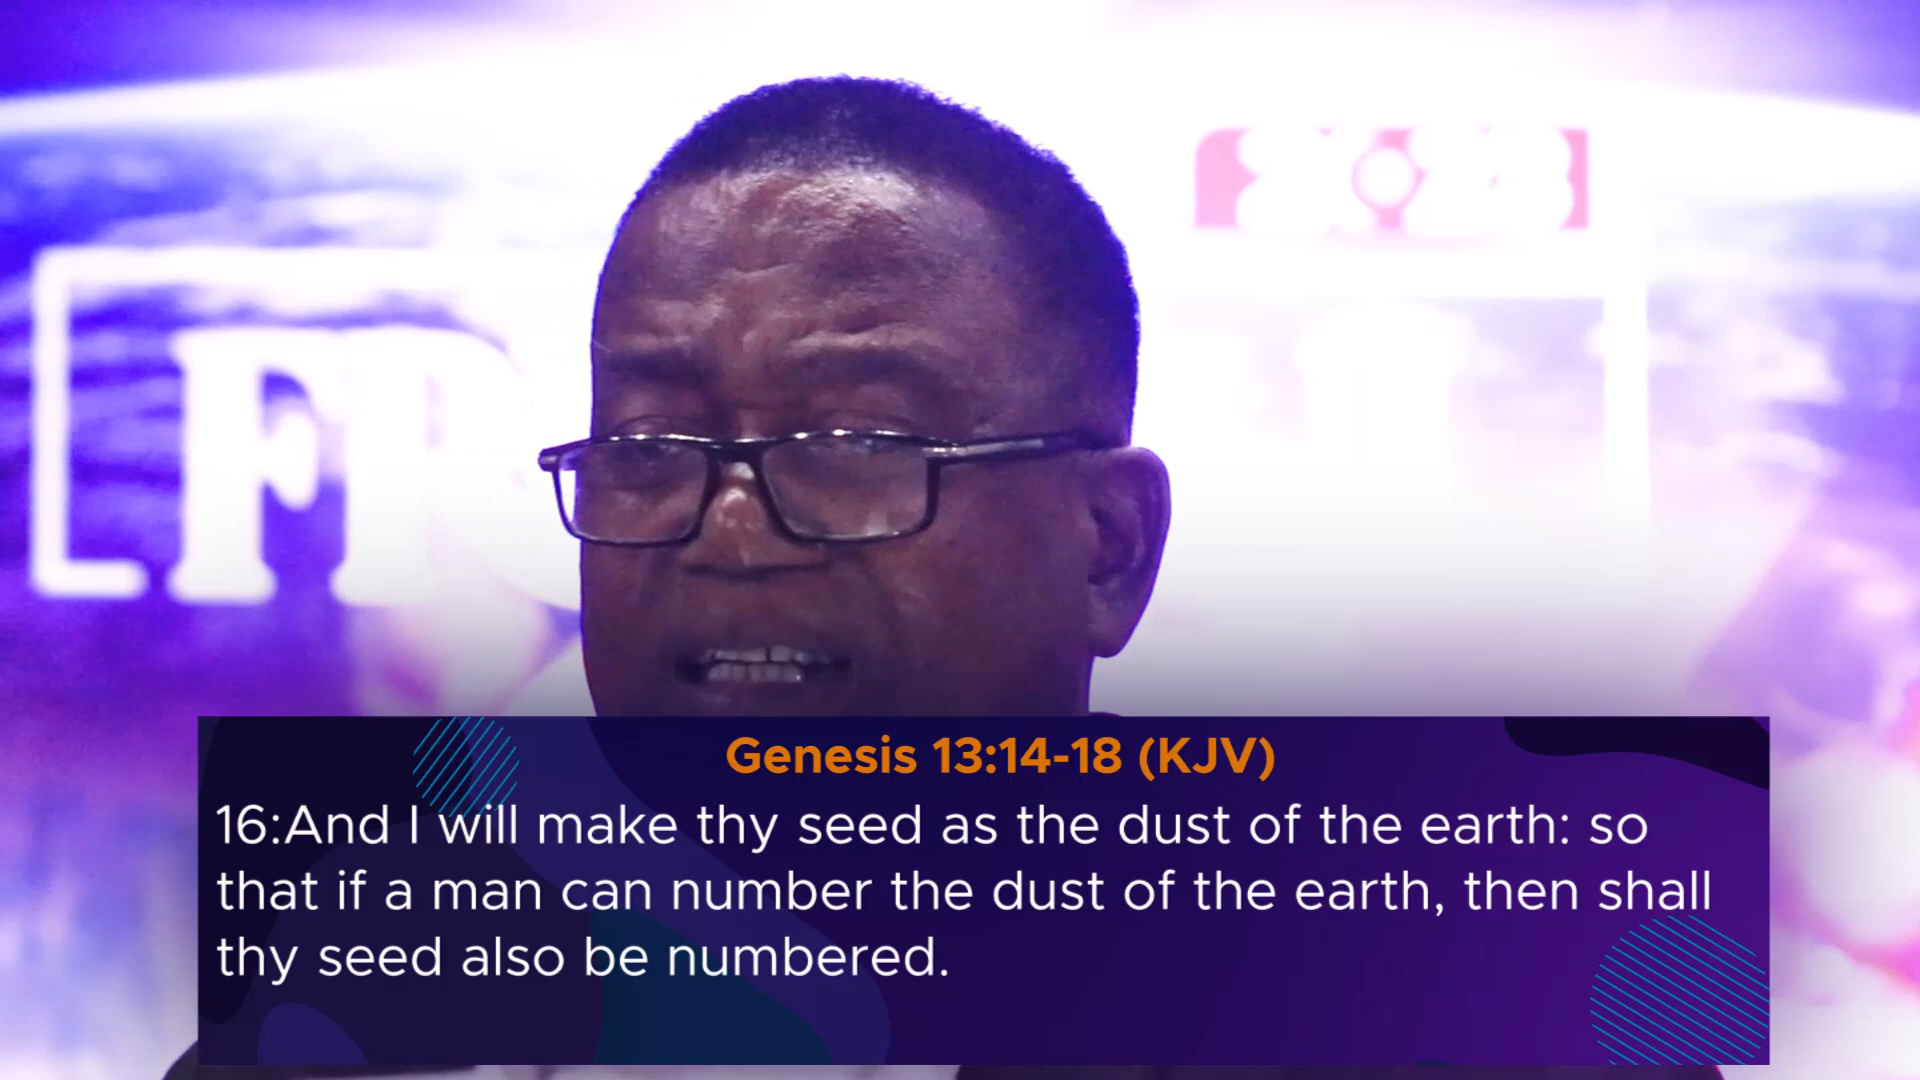 Genesis 13:14-18 (KJV)
16:And I will make thy seed as the dust of the earth: so
that if a man can number the dust of the earth, then shall
thy seed also be numbered.